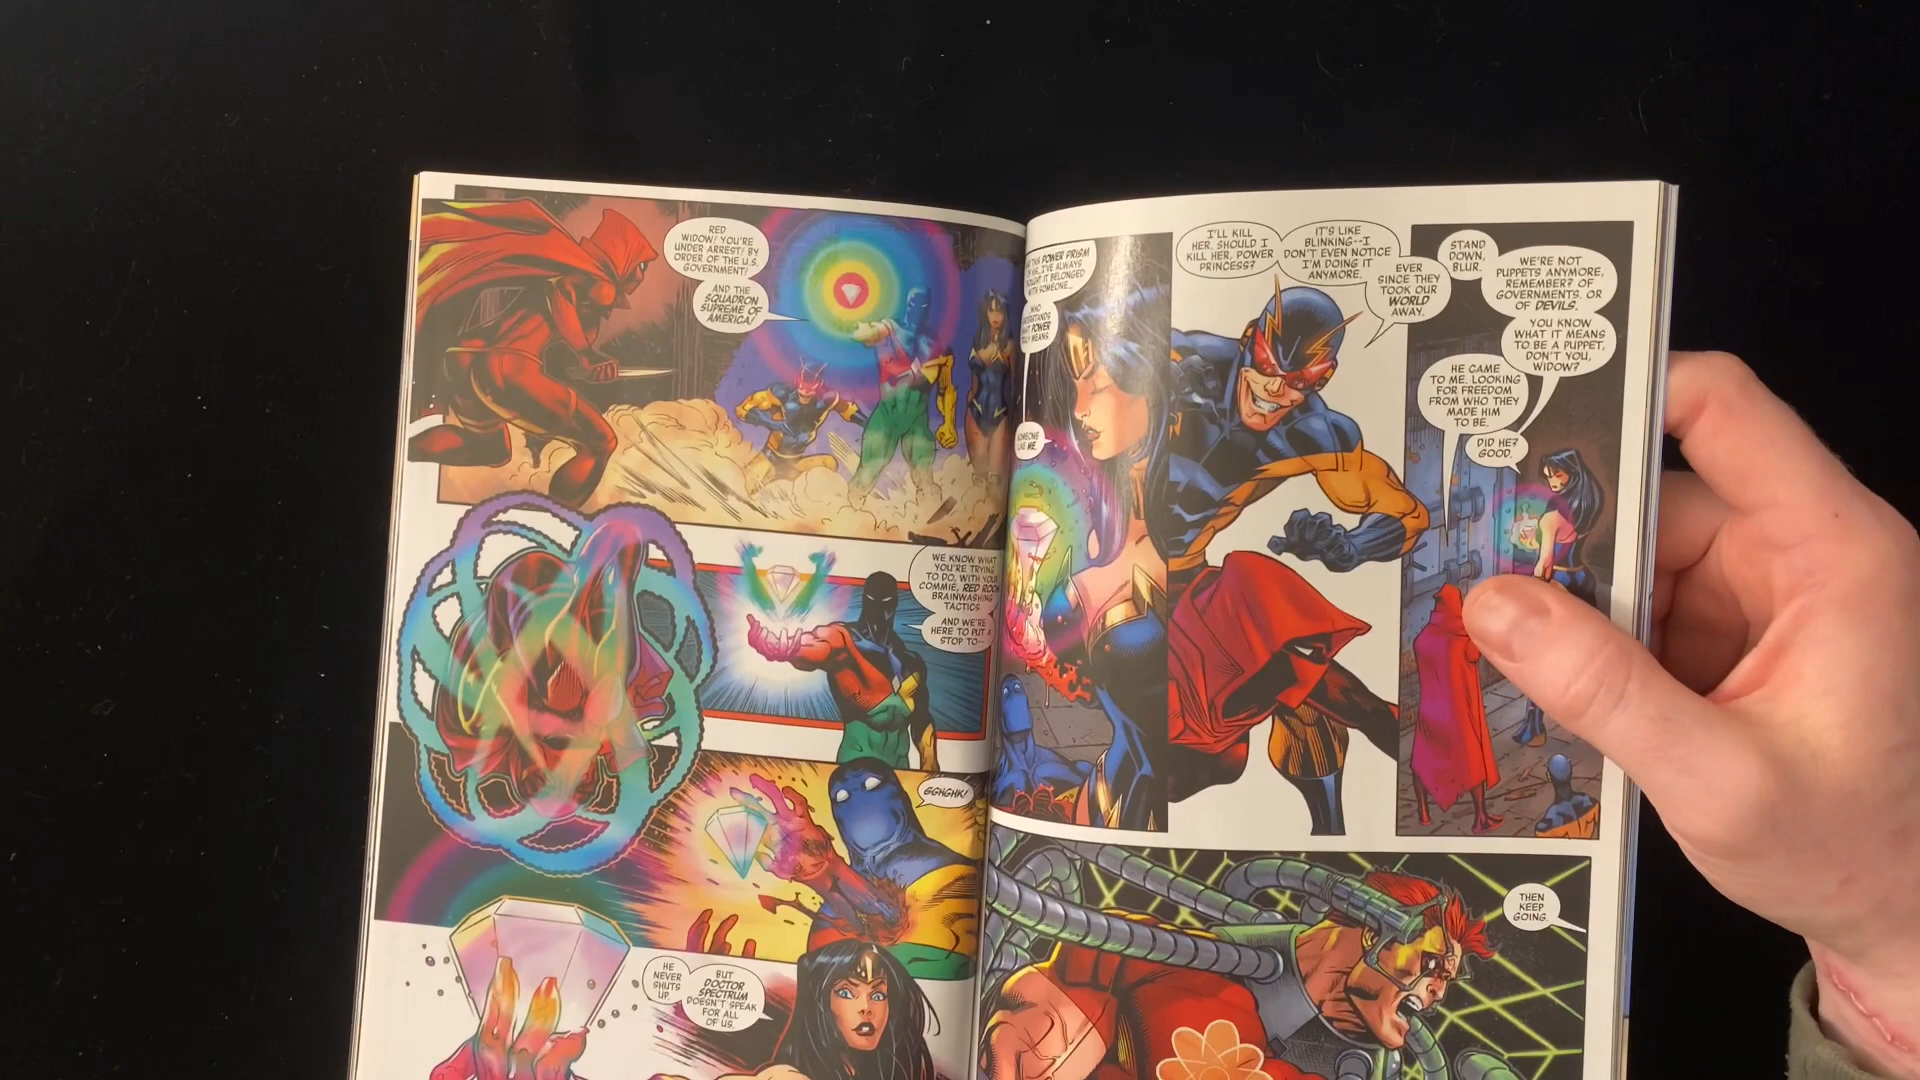 RED
WIDOW! YOU'RE
UNDER ARREST! BY
ORDER OF THE U.S.
GOVERNMENT!
AND THE
SQUADRON
SUPREME OF
AMERICA!
WE KNOW WHAT
YOU'RE TRYING
TO DO, WITH YOUR
COMMIE, RED ROOM
BRAINWASHING
TACTICS.
AND WE'RE
HERE TO PUT A
STOP TO--
GGHGHK!
HE
NEVER
SHUTS
UP.
BUT
DOCTOR
SPECTRUM
DOESN'T SPEAK
FOR ALL
OF US.
THIS POWER PRISM
I'VE ALWAYS
IT BELONGED
WITH SOMEONE...
WHO
POWER
MEANS.
SOMEONE
LIKE ME.
I'LL KILL
HER. SHOULD I
KILL HER, POWER
PRINCESS?
IT'S LIKE
BLINKING--I
DON'T EVEN NOTICE
I'M DOING IT
ANYMORE.
EVER
SINCE THEY
TOOK OUR
WORLD
AWAY.
STAND
DOWN,
BLUR.
WE'RE NOT
PUPPETS ANYMORE,
REMEMBER? OF
GOVERNMENTS. OR
OF DEVILS.
YOU KNOW
WHAT IT MEANS
TO BE A PUPPET,
DON'T YOU,
WIDOW?
HE CAME
TO ME. LOOKING
FOR FREEDOM
FROM WHO THEY
MADE HIM
TO BE.
DID HE?
GOOD.
THEN
KEEP
GOING.